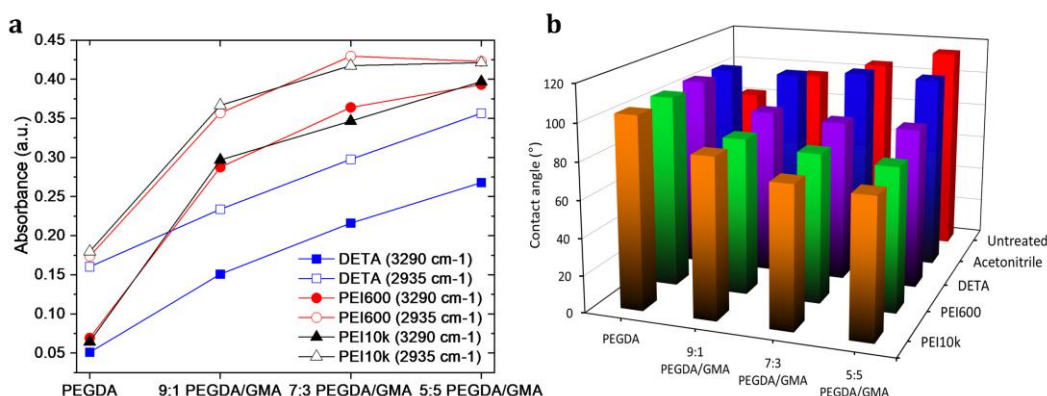 a
0.45
0.40
0.35
0.30
0.25
0.20
0.15
0.10
0.05
Absorbance (a.u.)
DETA (3290 cm-1)
DETA (2935 cm-1)
PEI600 (3290 cm-1)
PEI600 (2935 cm-1)
PEI10k (3290 cm-1)
PEI10k (2935 cm-1)
PEGDA 9:1 PEGDA/GMA 7:3 PEGDA/GMA 5:5 PEGDA/GMA
b
120
100
80
60
40
20
0
Contact angle (°)
PEGDA
9:1
PEGDA/GMA
7:3
PEGDA/GMA
5:5
PEGDA/GMA
Untreated
Acetonitrile
DETA
PEI600
PEI10k